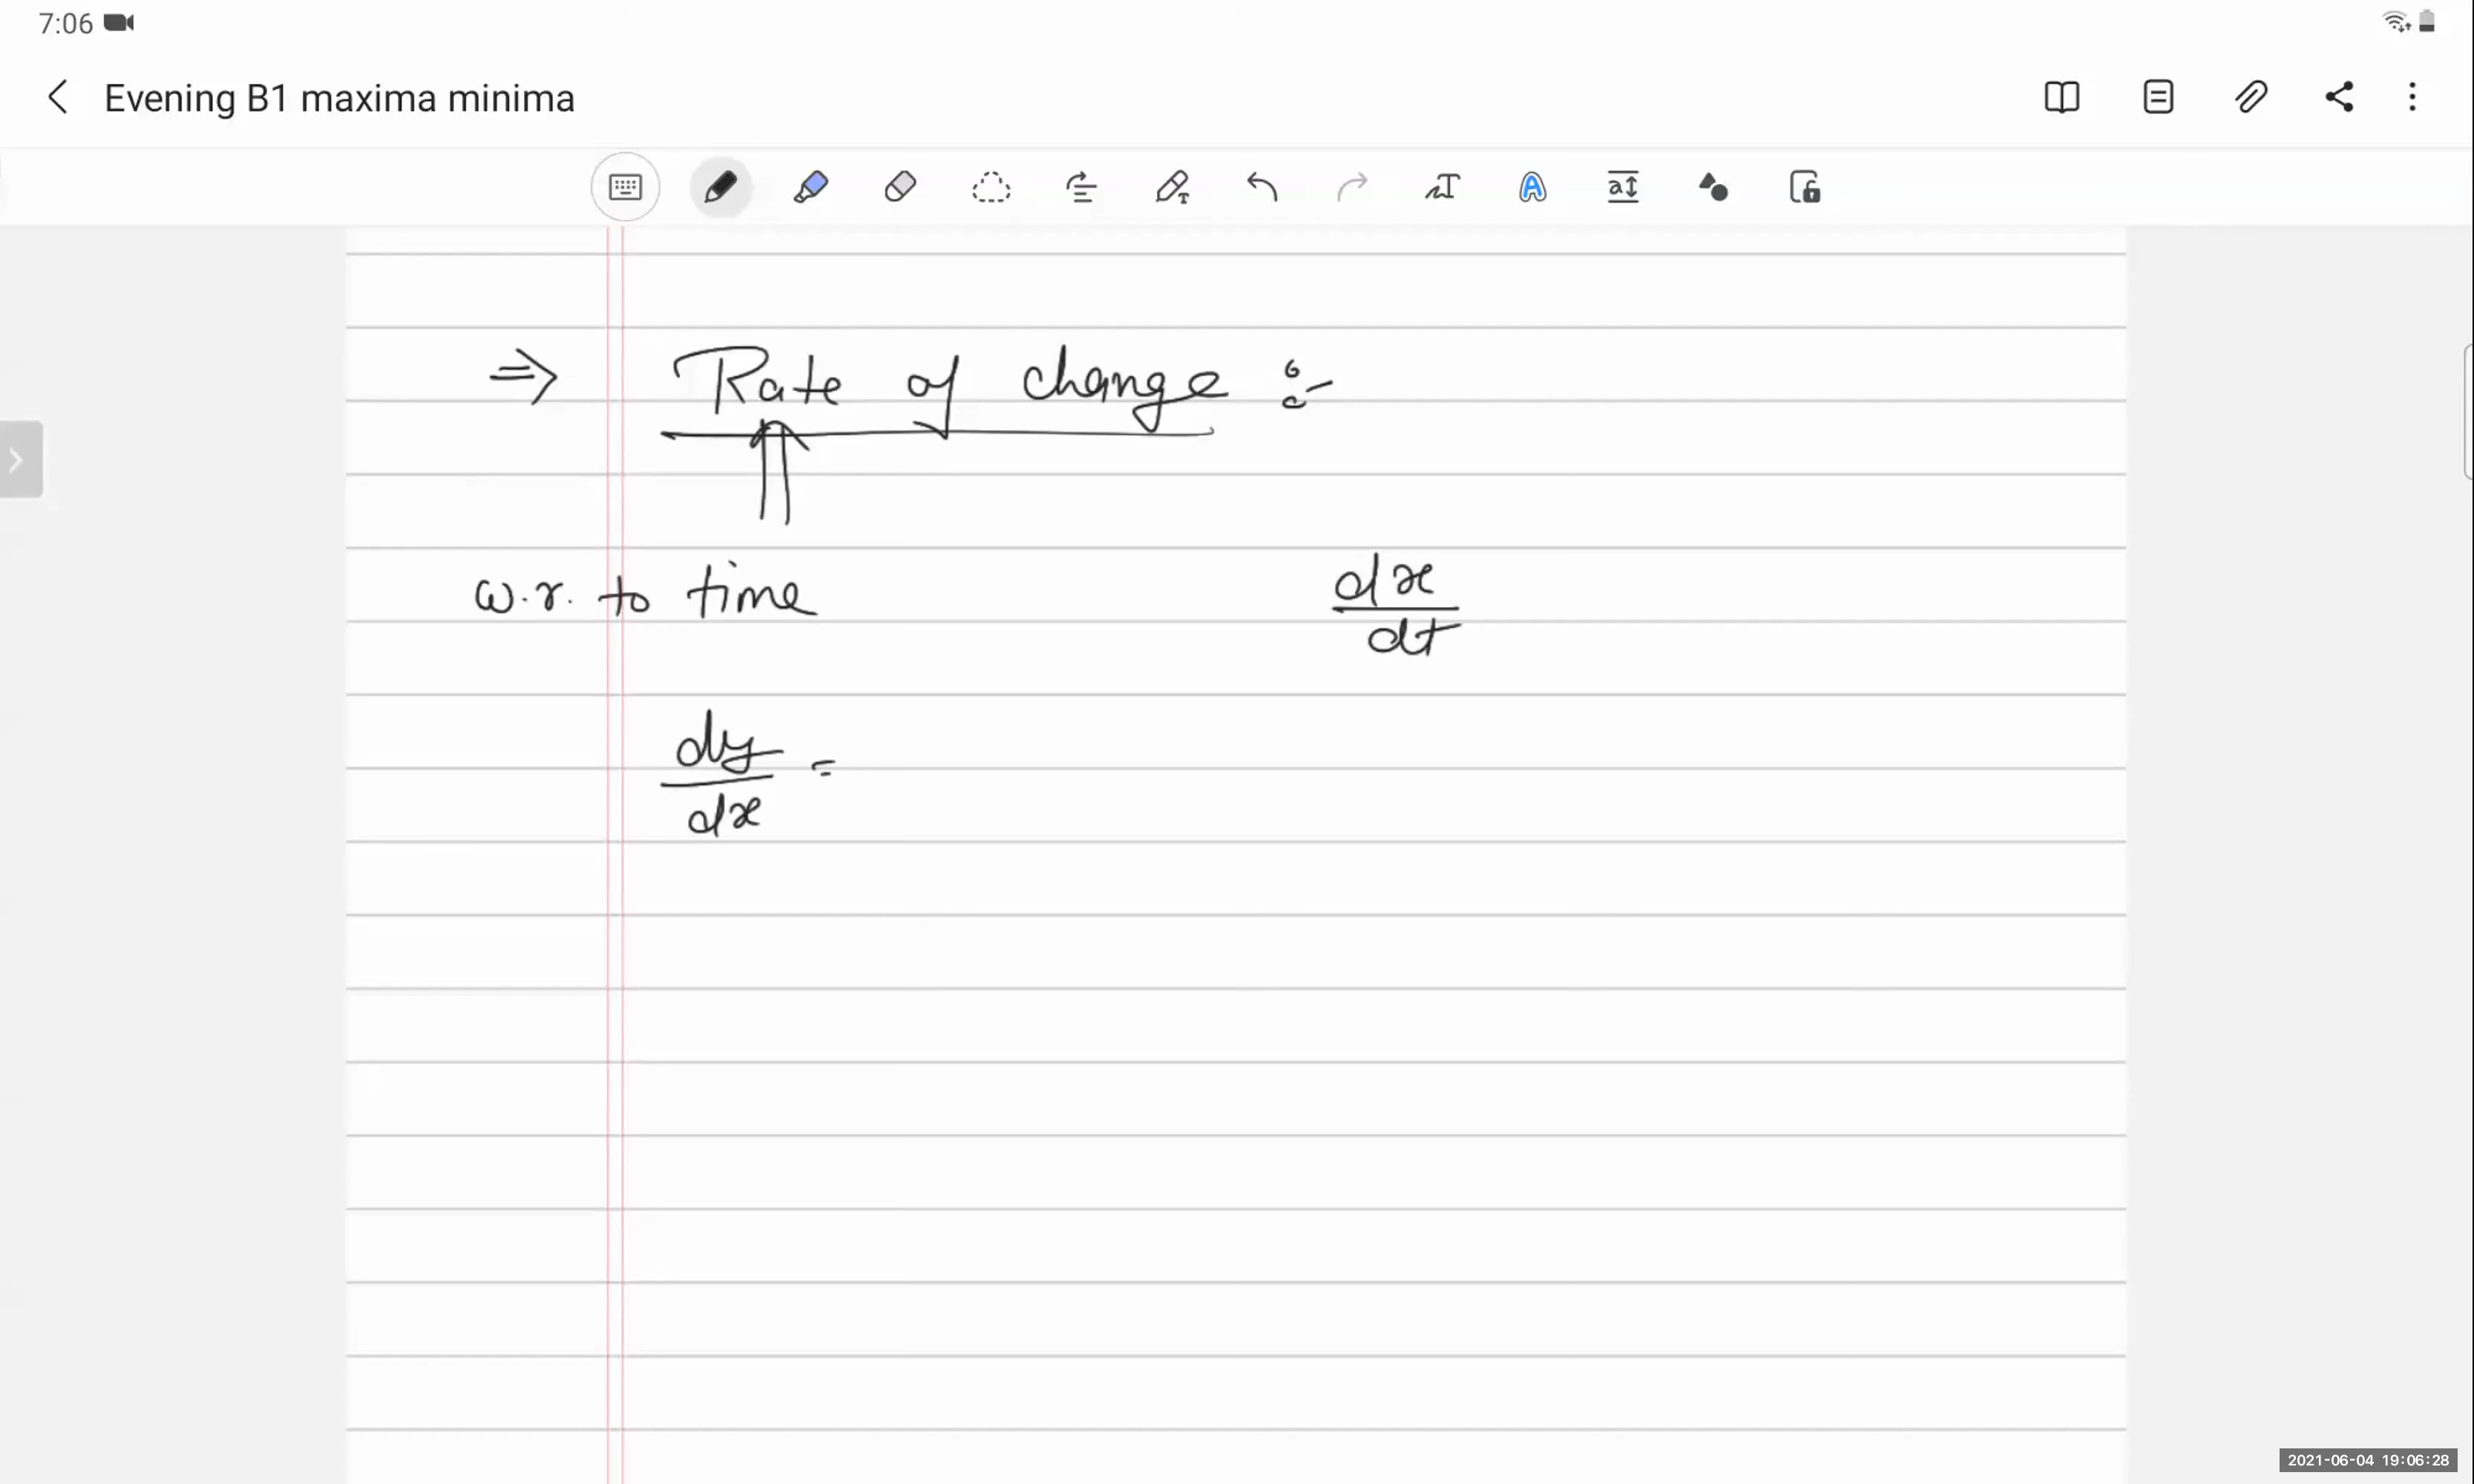 7:06
Evening B1 maxima minima
⇒ Rate of change :-
w.r. to time
dx/dt
dy/dx =
2021-06-04 19:06:28